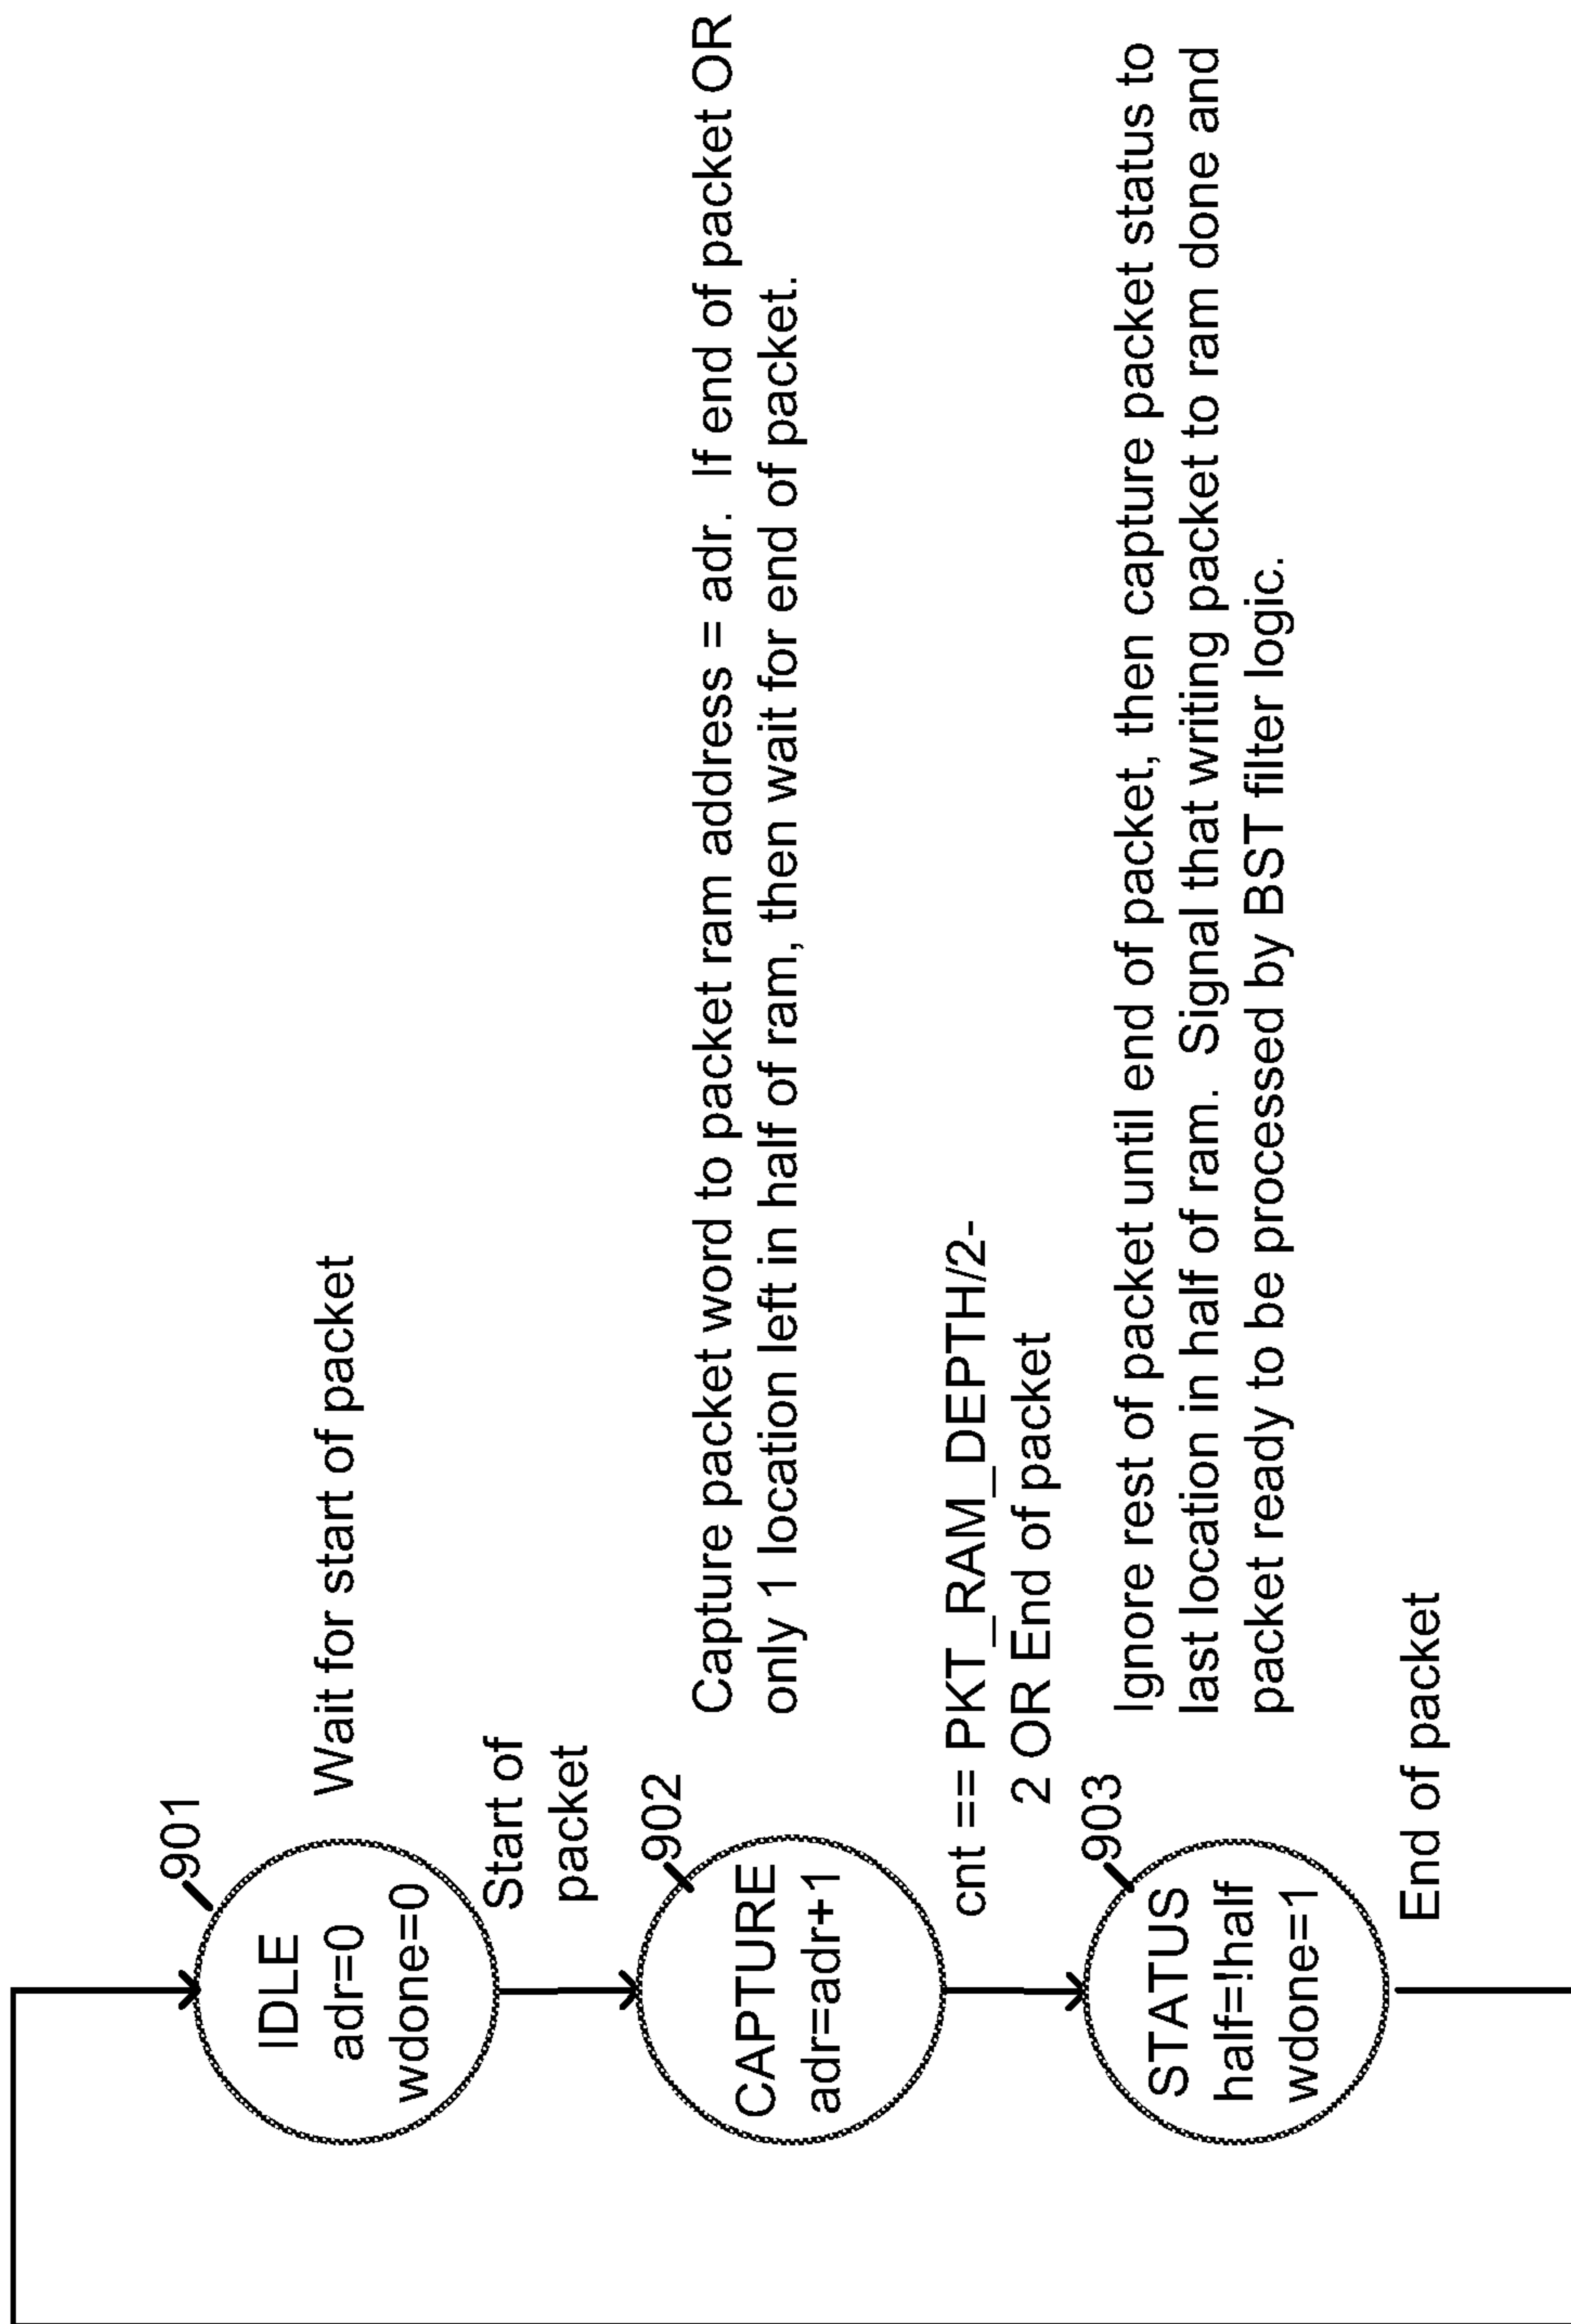 901
IDLE
adr=0
wdone=0
Wait for start of packet
Start of
packet
902
CAPTURE
adr=adr+1
Capture packet word to packet ram address = adr.  If end of packet OR
only 1 location left in half of ram, then wait for end of packet.
cnt == PKT_RAM_DEPTH/2-
2 OR End of packet
903
STATUS
half=!half
wdone=1
Ignore rest of packet until end of packet, then capture packet status to
last location in half of ram.  Signal that writing packet to ram done and
packet ready to be processed by BST filter logic.
End of packet